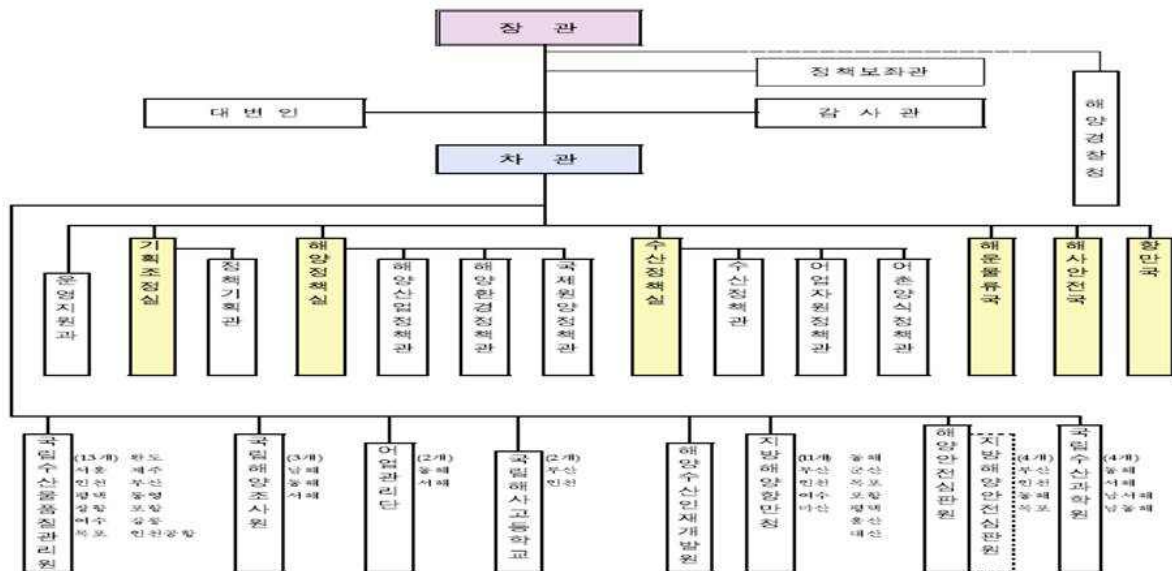 장 관
정책보좌관
대 변 인
감 사 관
해양경찰청
차 관
운영지원과
기획조정실
정책기획관
해양정책실
해양산업정책관
해양환경정책관
국제원양정책관
수산정책실
수산정책관
어업자원정책관
어촌양식정책관
해운물류국
해사안전국
항만국
국립수산물품질관리원
(13개) 완도
서훈 제주
인천 부산
평택 통영
장항 포항
여수 강릉
목포 인천공항
국립해양조사원
(3개)
남해
동해
서해
어업관리단
(2개)
동해
서해
국립해사고등학교
(2개)
부산
인천
해양수산인재개발원
지방해양항만청
(11개) 동해
부산 군산
인천 목포
여수 포항
마산 평택
울산
대산
해양안전심판원
지방해양안전심판원
(4개)
부산
인천
동해
목포
국립수산과학원
(4개)
동해
서해
남서해
남동해